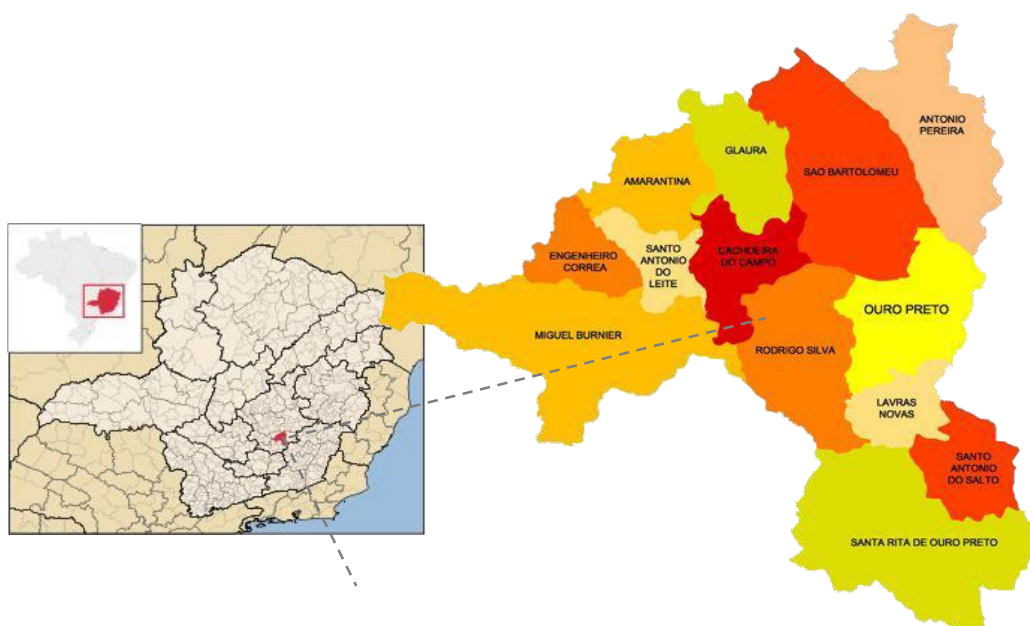 ANTONIO
PEREIRA
GLAURA
SAO BARTOLOMEU
AMARANTINA
ENGENHEIRO
CORREA
SANTO
ANTONIO
DO
LEITE
CACHOEIRA
DO CAMPO
OURO PRETO
MIGUEL BURNIER
RODRIGO SILVA
LAVRAS
NOVAS
SANTO
ANTONIO
DO SALTO
SANTA RITA DE OURO PRETO